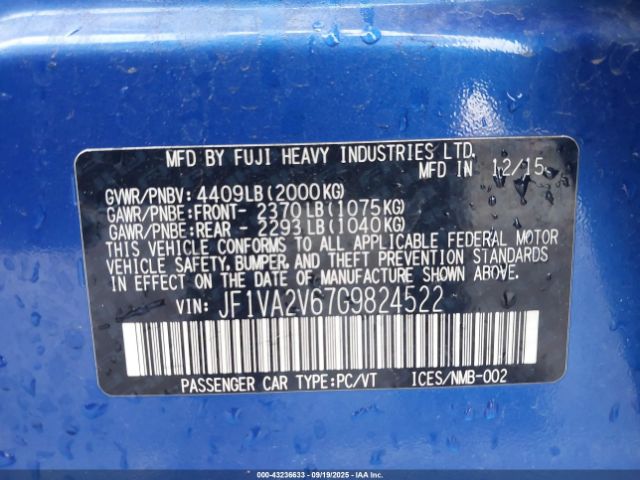 MFD BY FUJI HEAVY INDUSTRIES LTD.
MFD IN 12/15
GVWR/PNBV: 4409LB(2000KG)
GAWR/PNBE:FRONT- 2370LB(1075KG)
GAWR/PNBE:REAR - 2293LB(1040KG)
THIS VEHICLE CONFORMS TO ALL APPLICABLE FEDERAL MOTOR
VEHICLE SAFETY, BUMPER, AND THEFT PREVENTION STANDARDS
IN EFFECT ON THE DATE OF MANUFACTURE SHOWN ABOVE.
VIN: JF1VA2V67G9824522
PASSENGER CAR TYPE:PC/VT ICES/NMB-002
000-43236633 - 09/19/2025 - IAAI.COM